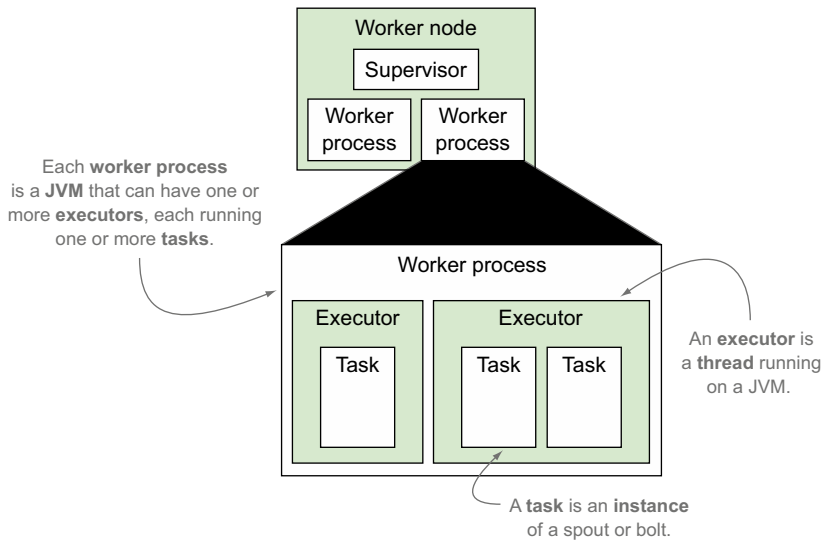 Worker node
Supervisor
Worker
process
Worker
process
Each worker process
is a JVM that can have one or
more executors, each running
one or more tasks.
Worker process
Executor
Task
Executor
Task
Task
An executor is
a thread running
on a JVM.
A task is an instance
of a spout or bolt.